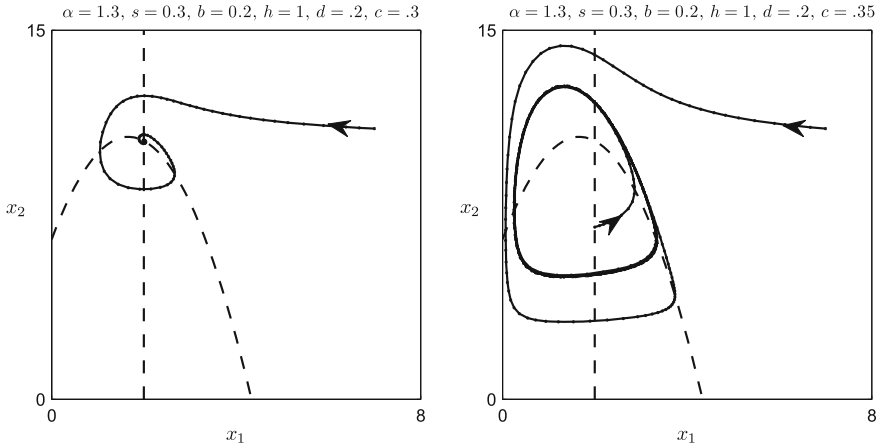 α = 1.3, s = 0.3, b = 0.2, h = 1, d = .2, c = .3
15
x₂
0
0
8
x₁
α = 1.3, s = 0.3, b = 0.2, h = 1, d = .2, c = .35
15
x₂
0
0
8
x₁